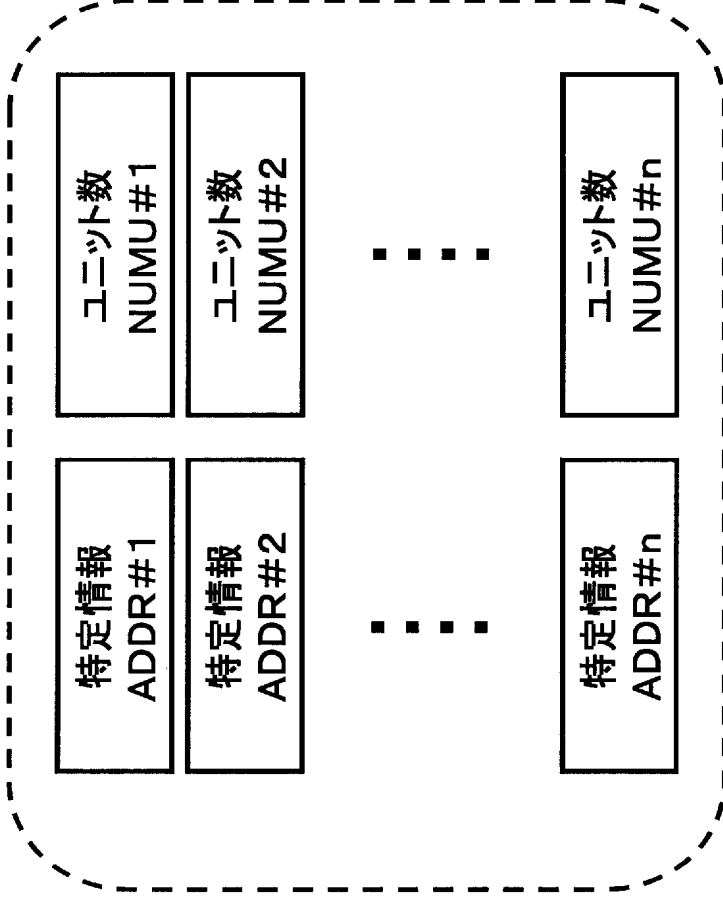 特定情報
ADDR#1
ユニット数
NUMU#1
特定情報
ADDR#2
ユニット数
NUMU#2
特定情報
ADDR#n
ユニット数
NUMU#n